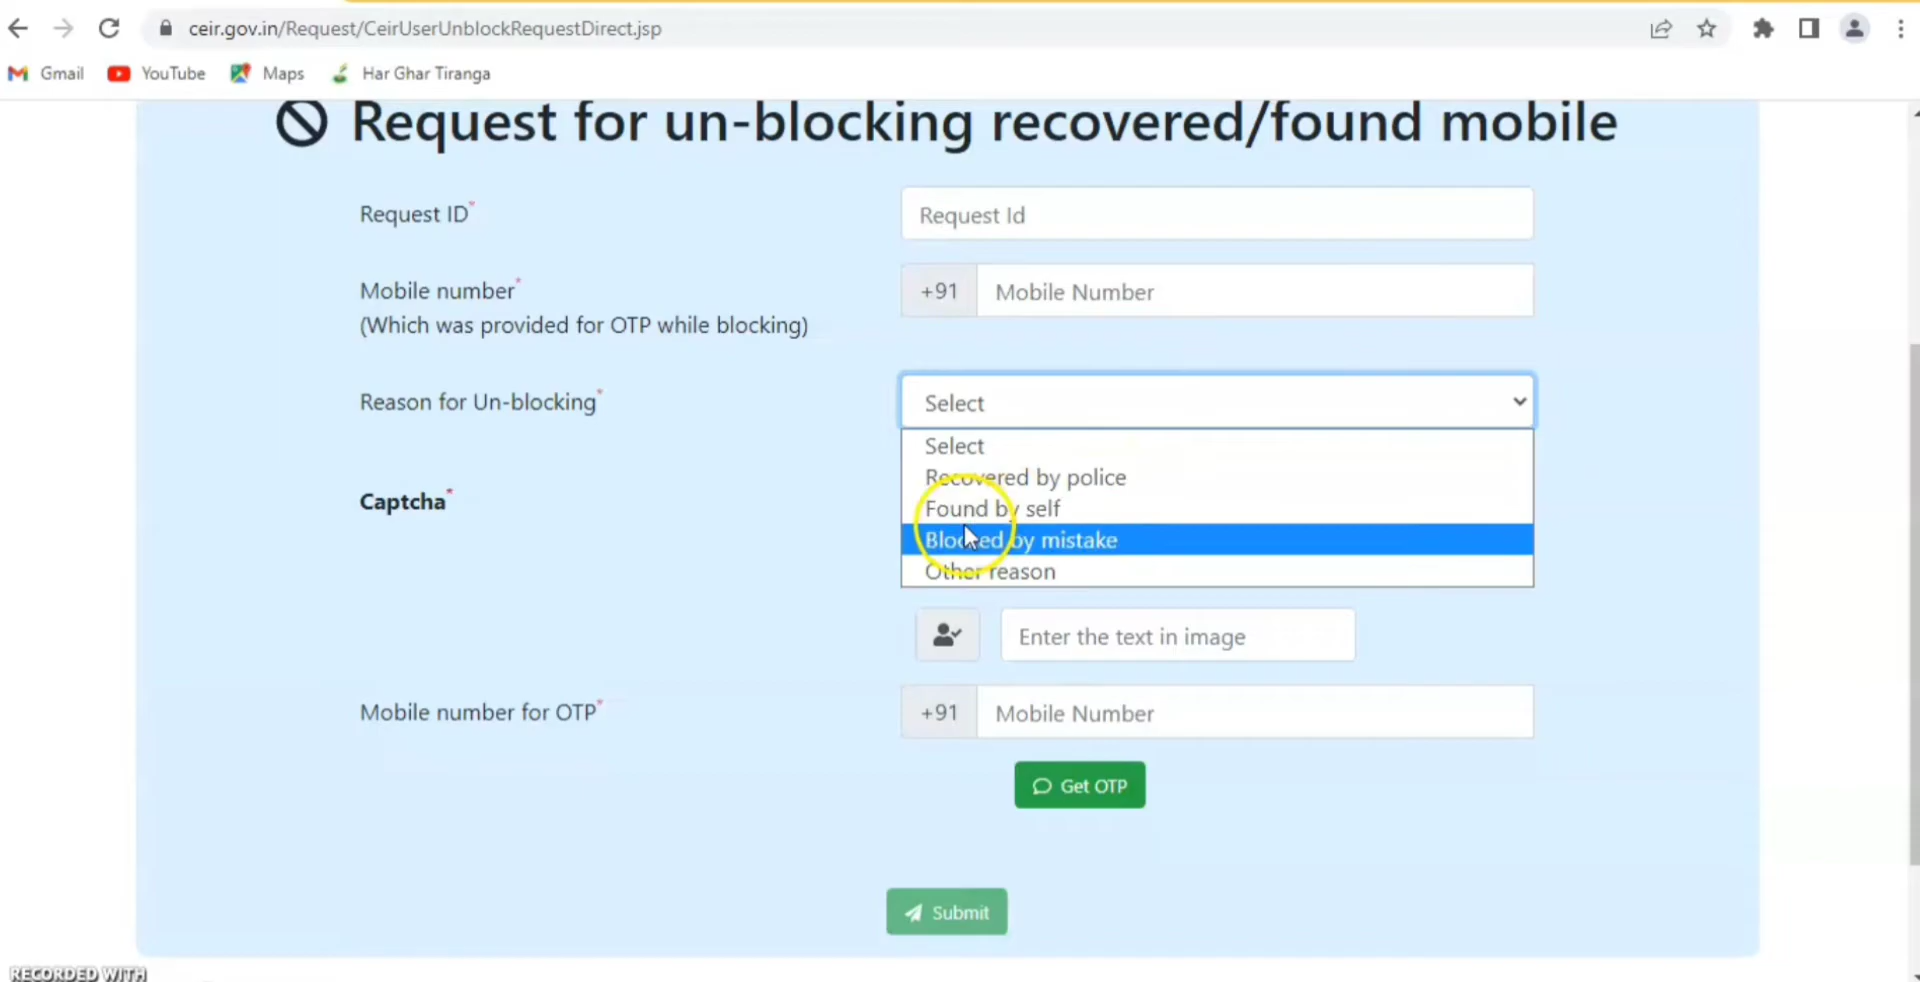 ceir.gov.in/Request/CeirUserUnblockRequestDirect.jsp
Gmail YouTube Maps Har Ghar Tiranga
Request for un-blocking recovered/found mobile
Request ID* Request Id
Mobile number* +91 Mobile Number
(Which was provided for OTP while blocking)
Reason for Un-blocking* Select
Select
Recovered by police
Captcha*
Found by self
Blocked by mistake
Other reason
Enter the text in image
Mobile number for OTP* +91 Mobile Number
Get OTP
Submit
RECORDED WITH